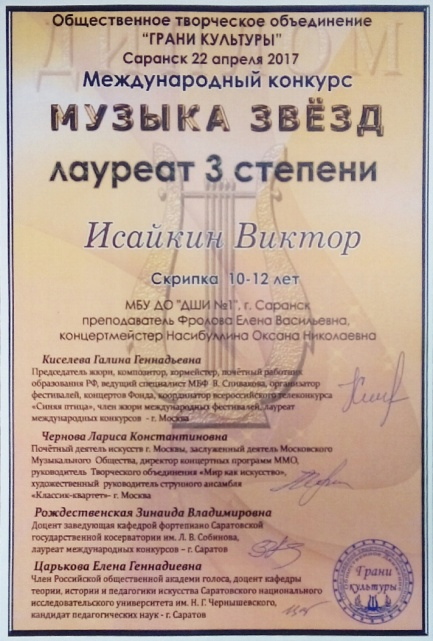 Общественное творческое объединение
"ГРАНИ КУЛЬТУРЫ"
Саранск 22 апреля 2017
Международный конкурс
МУЗЫКА ЗВЁЗД
лауреат 3 степени
Исайкин Виктор
Скрипка 10-12 лет
МБУ ДО "ДШИ №1", г. Саранск
преподаватель Фролова Елена Васильевна,
концертмейстер Насибуллина Оксана Николаевна
Киселева Галина Геннадьевна
Председатель жюри, композитор, хормейстер, почётный работник
образования РФ, ведущий специалист МБФ В. Спивакова, организатор
фестивалей, концертов Фонда, координатор всероссийского телеконкурса
«Синяя птица», член жюри международных фестивалей, лауреат
международных конкурсов - г. Москва
Чернова Лариса Константиновна
Почётный деятель искусств г. Москвы, заслуженный деятель Московского
Музыкального Общества, директор концертных программ ММО,
руководитель Творческого объединения «Мир как искусство»,
художественный руководитель струнного ансамбля
«Классик-квартет»- г. Москва
Рождественская Зинаида Владимировна
Доцент заведующая кафедрой фортепиано Саратовской
государственной косерватории им. Л. В. Собинова,
лауреат международных конкурсов – г. Саратов
Царькова Елена Геннадиевна
Член Российской общественной академи голоса, доцент кафедры
теории, истории и педагогики искусства Саратовского национального
исследовательского университета им. Н. Г. Чернышевского,
кандидат педагогических наук - г. Саратов
Грани
культуры